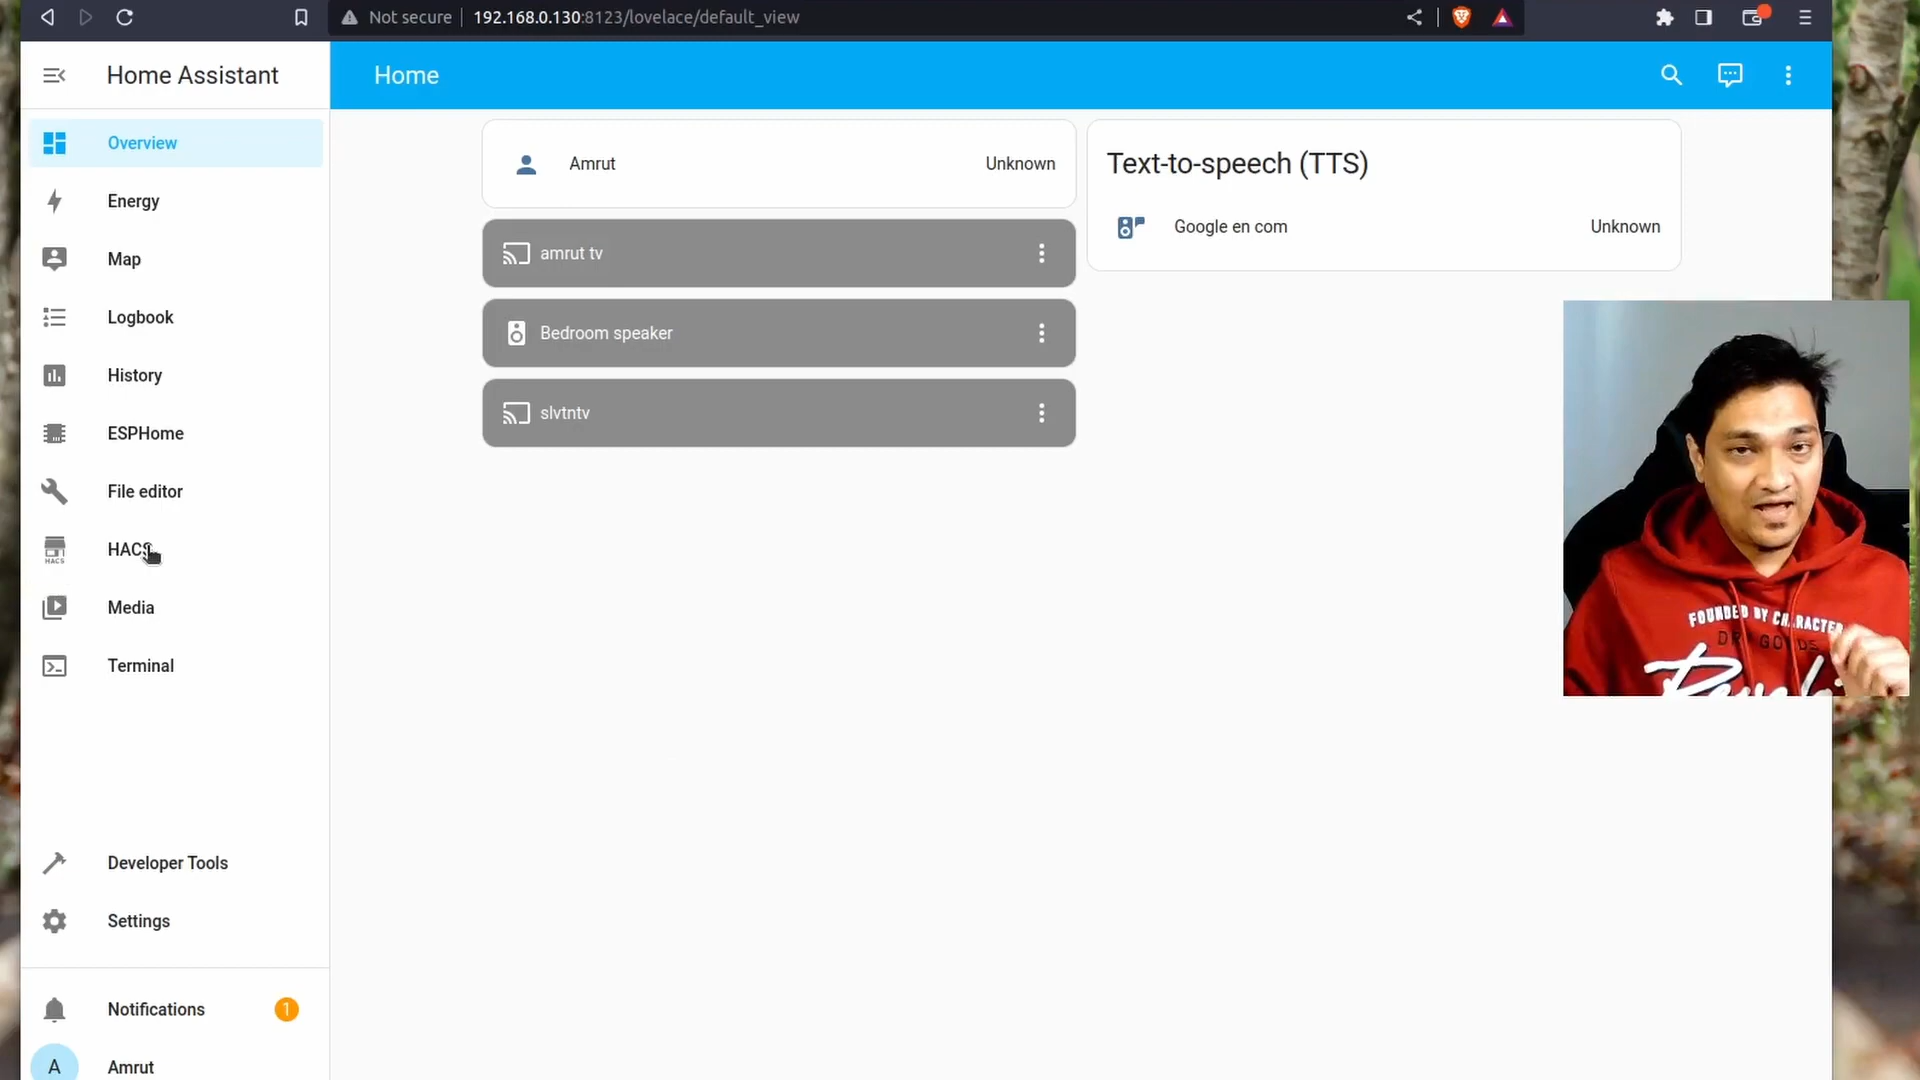 Not secure
192.168.0.130:8123/lovelace/default_view
Home Assistant
Home
Overview
Energy
Map
Logbook
History
ESPHome
File editor
HACS
HACS
Media
Terminal
Developer Tools
Settings
Notifications
1
A
Amrut
Amrut
Unknown
amrut tv
Bedroom speaker
slvtntv
Text-to-speech (TTS)
Google en com
Unknown
FOUNDED BY CHARACTER